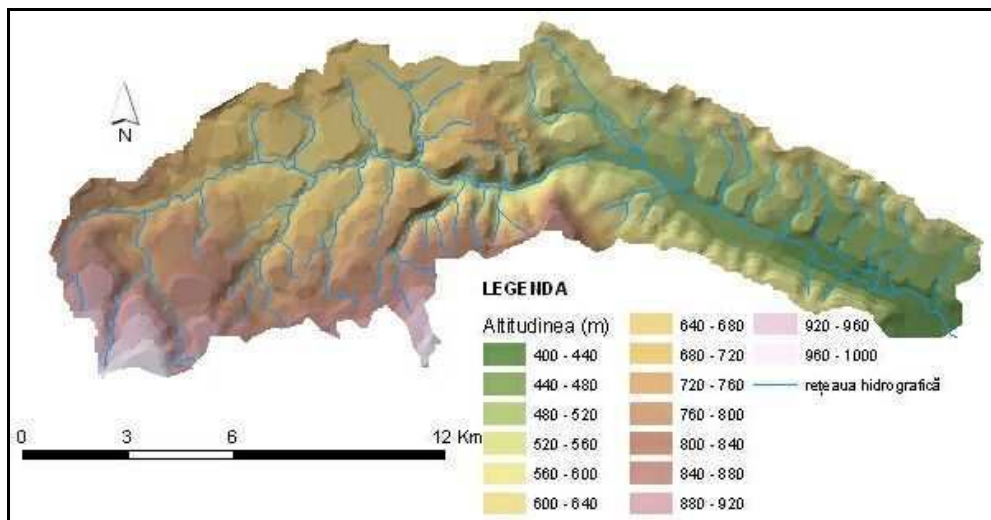 N
LEGENDA
Altitudinea (m)
400 - 440
440 - 480
480 - 520
520 - 560
560 - 600
600 - 640
640 - 680
680 - 720
720 - 760
760 - 800
800 - 840
840 - 880
880 - 920
920 - 960
960 - 1000
rețeaua hidrografică
0 3 6 12 Km